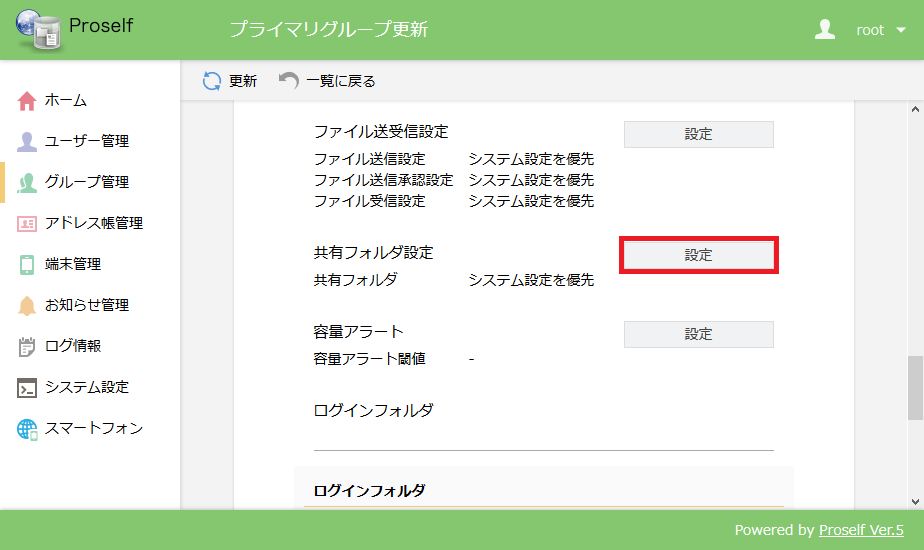 Proself
プライマリグループ更新
root
更新
一覧に戻る
ホーム
ユーザー管理
グループ管理
アドレス帳管理
端末管理
お知らせ管理
ログ情報
システム設定
スマートフォン
ファイル送受信設定 設定
ファイル送信設定 システム設定を優先
ファイル送信承認設定 システム設定を優先
ファイル受信設定 システム設定を優先
共有フォルダ設定 設定
共有フォルダ システム設定を優先
容量アラート 設定
容量アラート閾値 -
ログインフォルダ
ログインフォルダ
Powered by Proself Ver.5